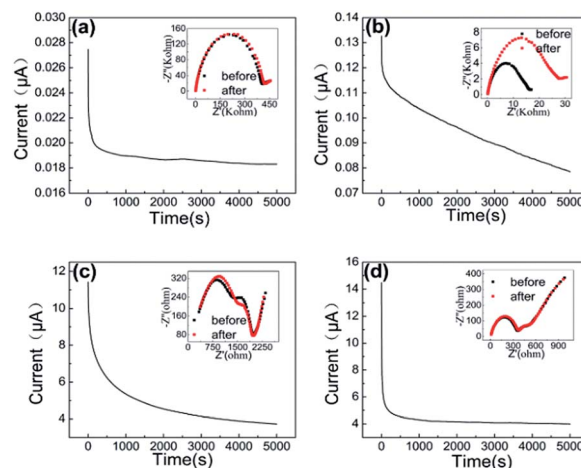 (a)
Current (μA)
0.030
0.028
0.026
0.024
0.022
0.020
0.018
0.016
0 1000 2000 3000 4000 5000
Time(s)
-Z"(Kohm)
-160
-120
80
40
0
0 150 300 450
Z'(Kohm)
before
after
(b)
Current (μA)
0.14
0.13
0.12
0.11
0.10
0.09
0.08
0.07
0 1000 2000 3000 4000 5000
Time(s)
-Z"(Kohm)
8
6
4
2
0
0 10 20 30
Z'(Kohm)
before
after
(c)
Current (μA)
12
10
8
6
4
0 1000 2000 3000 4000 5000
Time(s)
-Z"(ohm)
320
240
160
80
0 750 1500 2250
Z'(ohm)
before
after
(d)
Current (μA)
16
14
12
10
8
6
4
0 1000 2000 3000 4000 5000
Time(s)
-Z"(ohm)
400
300
200
100
0
0 300 600 900
Z'(ohm)
before
after